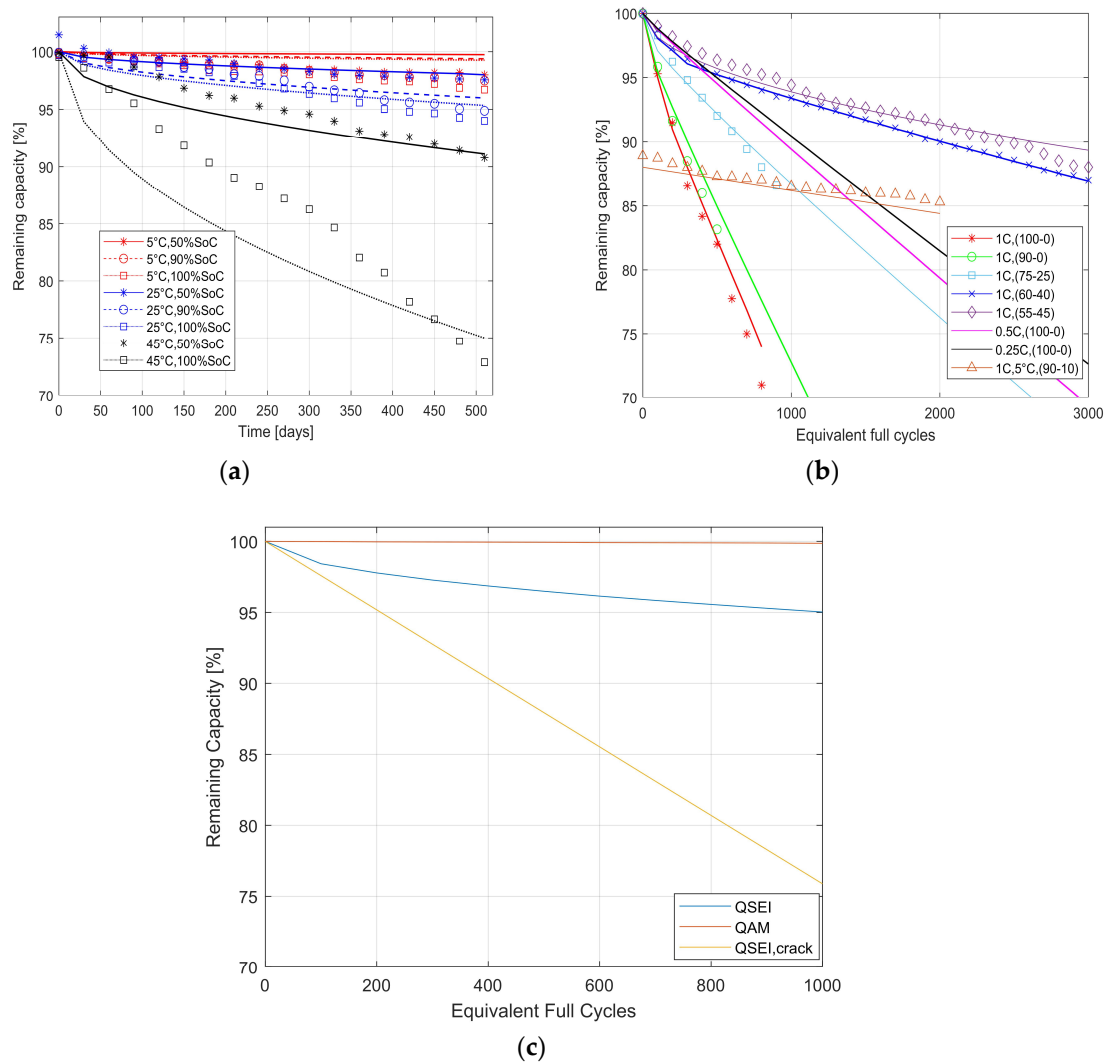 Remaining capacity [%]
100
95
90
85
80
75
70
0
50
100
150
200
250
300
350
400
450
500
Time [days]
5°C,50%SoC
5°C,90%SoC
5°C,100%SoC
25°C,50%SoC
25°C,90%SoC
25°C,100%SoC
45°C,50%SoC
45°C,100%SoC
(a)
Remaining capacity [%]
100
95
90
85
80
75
70
0
1000
2000
3000
Equivalent full cycles
1C,(100-0)
1C,(90-0)
1C,(75-25)
1C,(60-40)
1C,(55-45)
0.5C,(100-0)
0.25C,(100-0)
1C,5°C,(90-10)
(b)
Remaining Capacity [%]
100
95
90
85
80
75
70
0
200
400
600
800
1000
Equivalent Full Cycles
QSEI
QAM
QSEI,crack
(c)